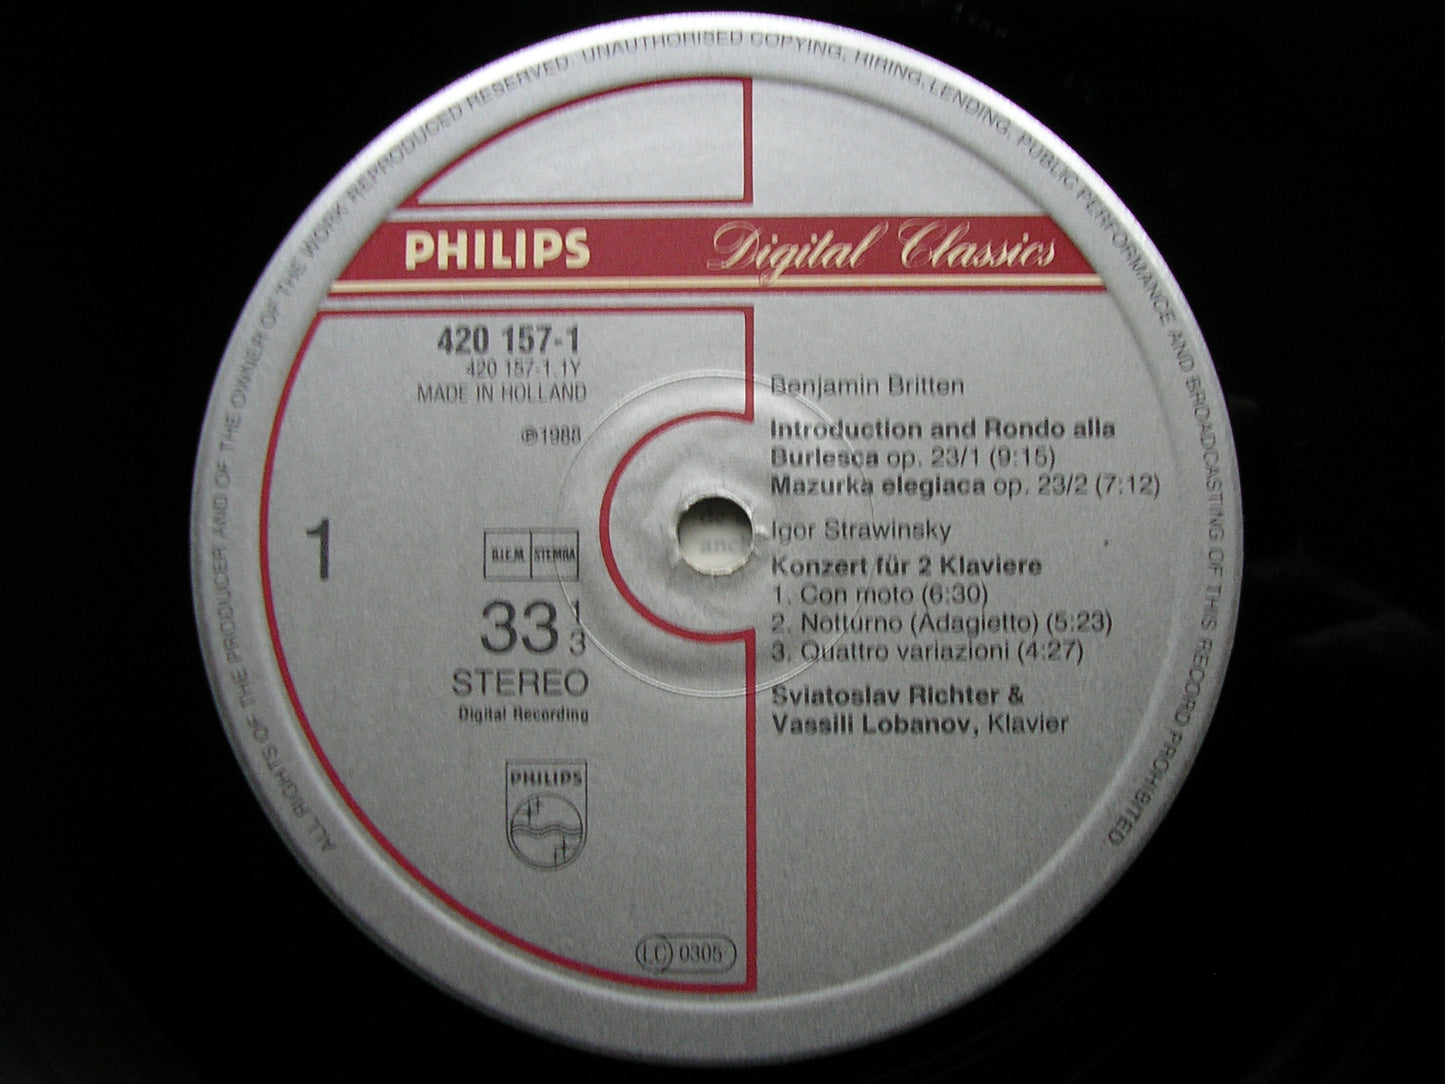 ALL RIGHTS OF THE PRODUCER AND OF THE OWNER OF THE WORK REPRODUCED RESERVED. UNAUTHORISED COPYING, HIRING, LENDING, PUBLIC PERFORMANCE AND BROADCASTING OF THIS RECORD PROHIBITED.
PHILIPS Digital Classics
420 157-1
420 157-1.1Y
MADE IN HOLLAND
℗1988
1
B.I.E.M. STEMRA
33 1/3
STEREO
Digital Recording
PHILIPS
LC 0305
Benjamin Britten
Introduction and Rondo alla
Burlesca op. 23/1 (9:15)
Mazurka elegiaca op. 23/2 (7:12)
Igor Strawinsky
Konzert für 2 Klaviere
1. Con moto (6:30)
2. Notturno (Adagietto) (5:23)
3. Quattro variazioni (4:27)
Sviatoslav Richter &
Vassili Lobanov, Klavier